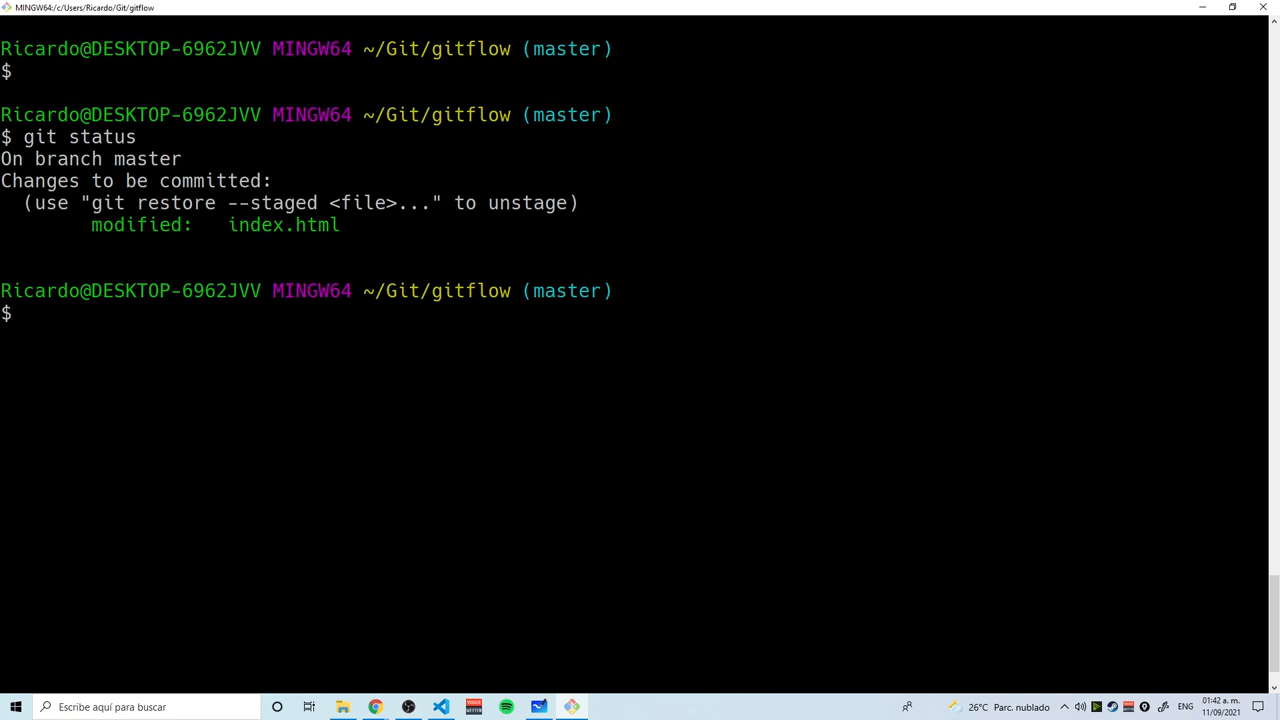 MINGW64:/c/Users/Ricardo/Git/gitflow
Ricardo@DESKTOP-6962JVV MINGW64 ~/Git/gitflow (master)
$
Ricardo@DESKTOP-6962JVV MINGW64 ~/Git/gitflow (master)
$ git status
On branch master
Changes to be committed:
  (use "git restore --staged <file>..." to unstage)
        modified:   index.html
Ricardo@DESKTOP-6962JVV MINGW64 ~/Git/gitflow (master)
$
Escribe aquí para buscar
26°C Parc. nublado
ENG
01:42 a. m.
11/09/2021